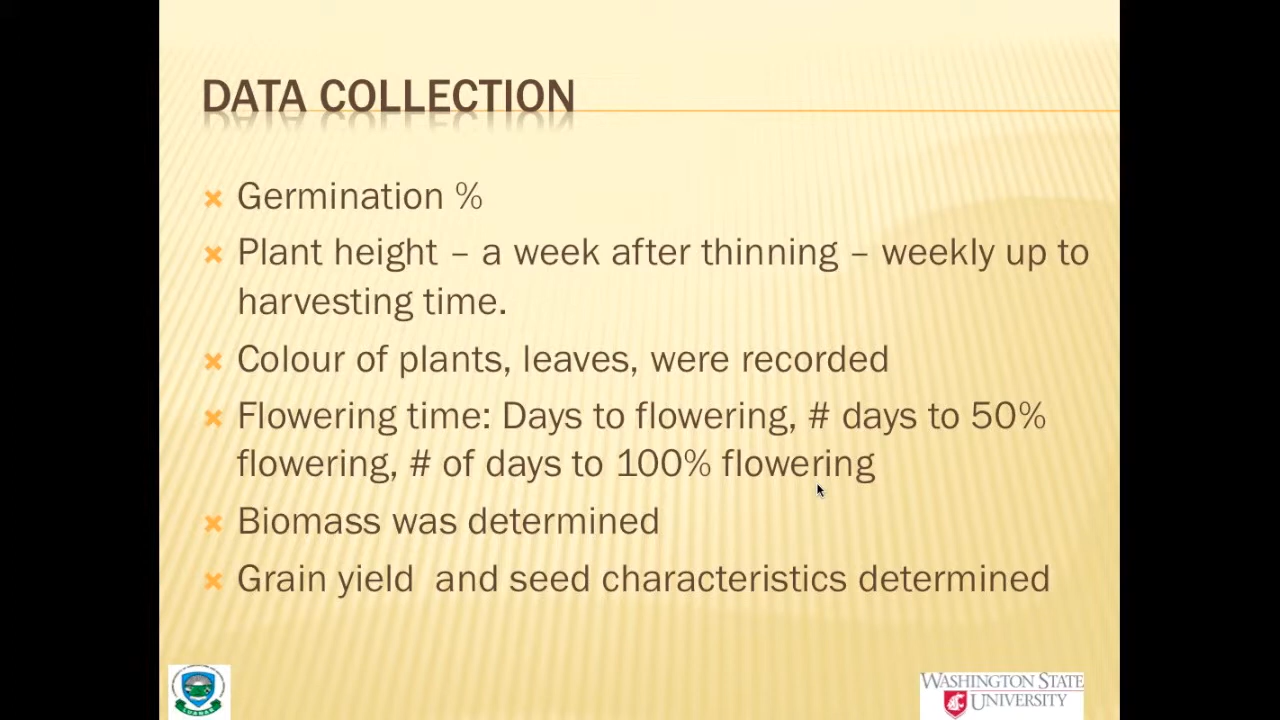 DATA COLLECTION
Germination %
Plant height – a week after thinning – weekly up to
harvesting time.
Colour of plants, leaves, were recorded
Flowering time: Days to flowering, # days to 50%
flowering, # of days to 100% flowering
Biomass was determined
Grain yield and seed characteristics determined
WASHINGTON STATE
UNIVERSITY